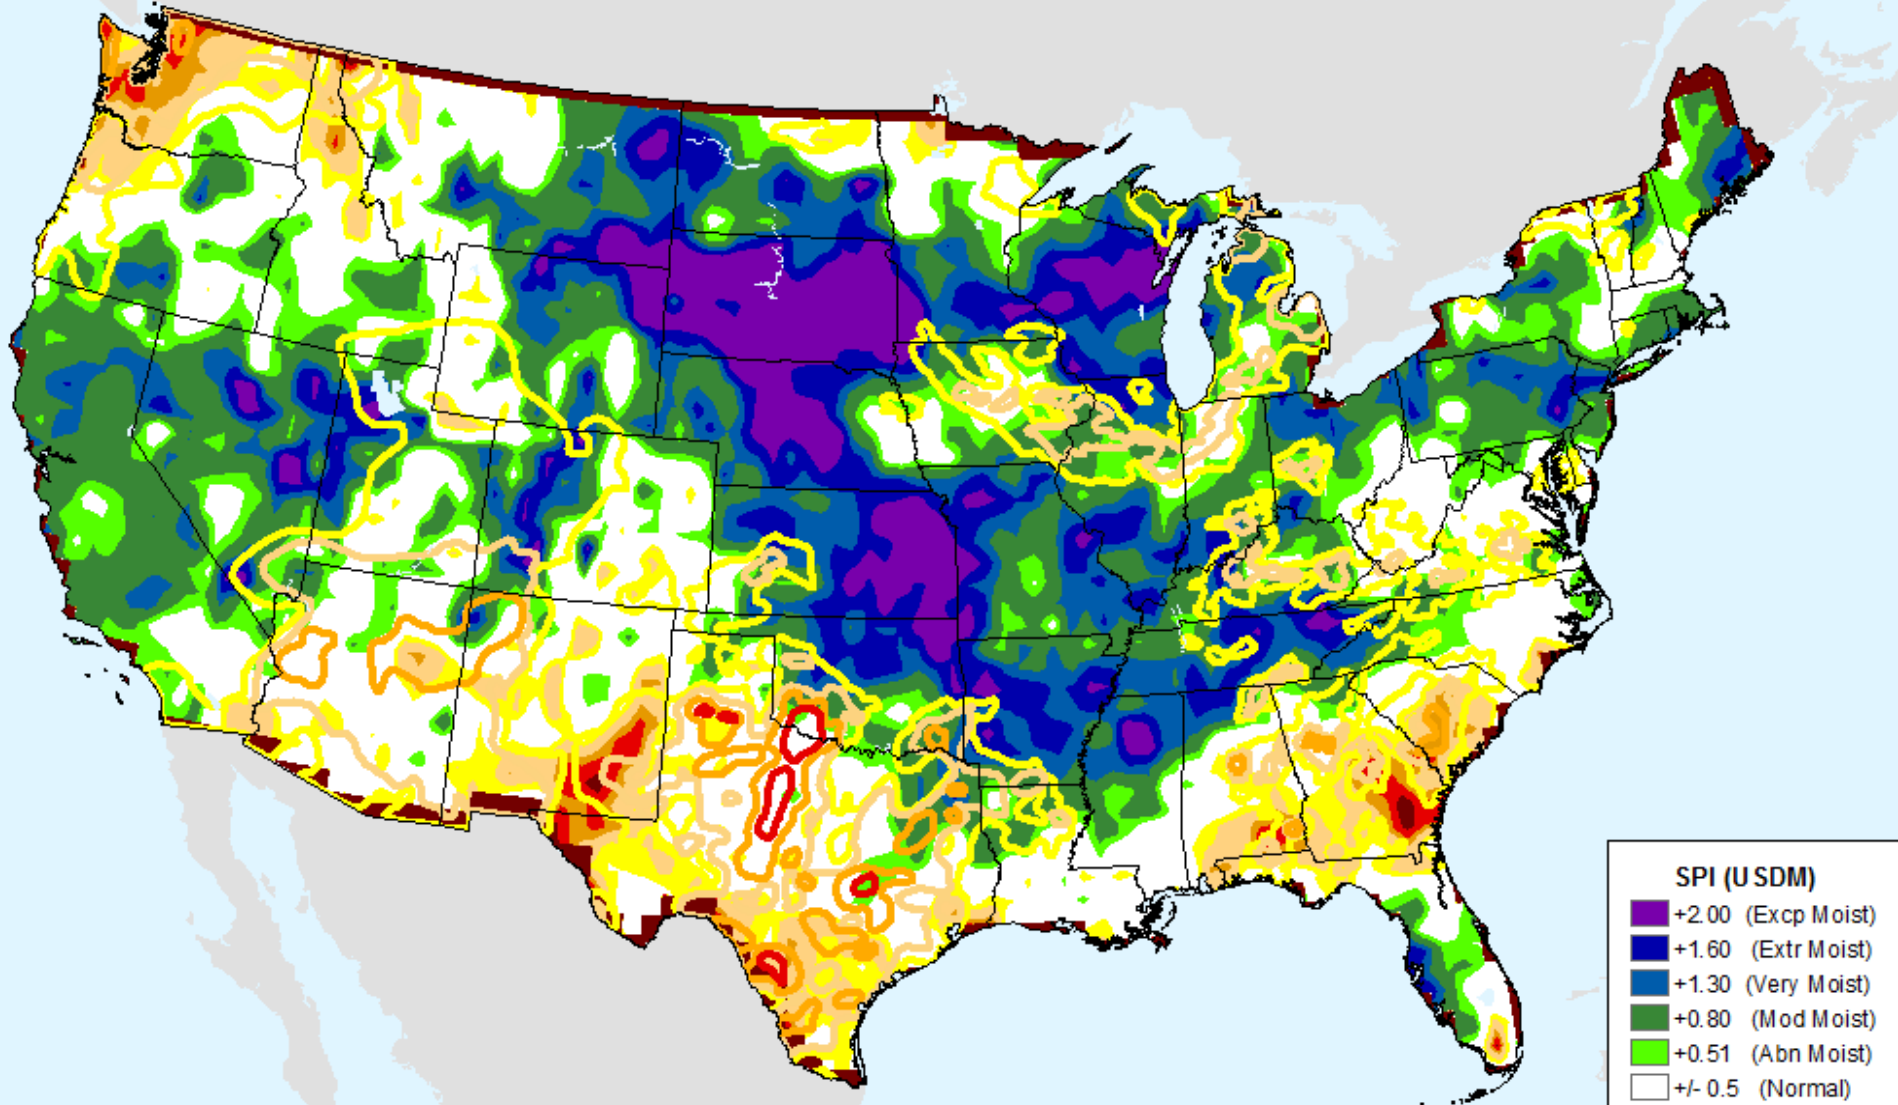 SPI (USDM)
+2.00 (Excp Moist)
+1.60 (Extr Moist)
+1.30 (Very Moist)
+0.80 (Mod Moist)
+0.51 (Abn Moist)
+/- 0.5 (Normal)